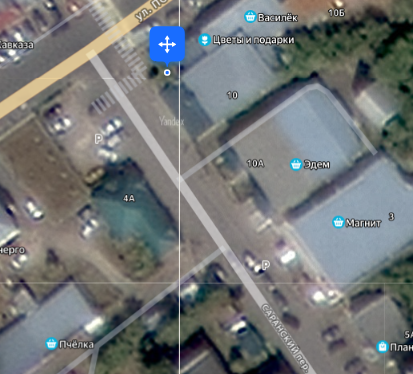 ул. Ле
Василёк
10Б
Кавказа
Цветы и подарки
10
Yandex
P
10А
Эдем
4А
Магнит
3
нерго
P
САРАНСКИЙ пер.
5А
Пчёлка
План